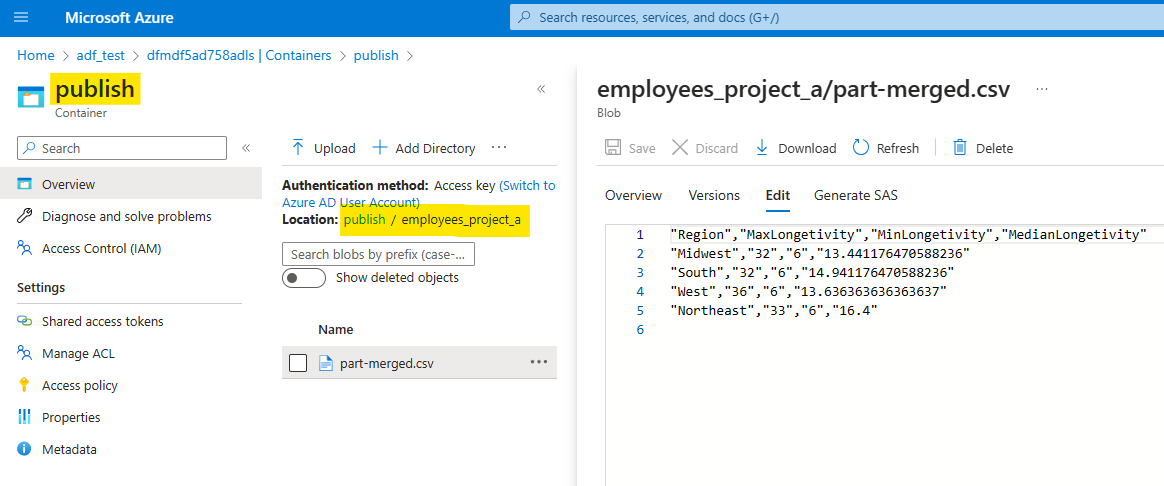 Microsoft Azure
Search resources, services, and docs (G+/)
Home > adf_test > dfmdf5ad758adls | Containers > publish >
publish
Container
Search
Overview
Diagnose and solve problems
Access Control (IAM)
Settings
Shared access tokens
Manage ACL
Access policy
Properties
Metadata
Upload Add Directory ...
Authentication method: Access key (Switch to
Azure AD User Account)
Location: publish / employees_project_a
Search blobs by prefix (case-...
Show deleted objects
Name
part-merged.csv ...
employees_project_a/part-merged.csv ...
Blob
Save Discard Download Refresh Delete
Overview Versions Edit Generate SAS
1 "Region","MaxLongetivity","MinLongetivity","MedianLongetivity"
2 "Midwest","32","6","13.441176470588236"
3 "South","32","6","14.941176470588236"
4 "West","36","6","13.636363636363637"
5 "Northeast","33","6","16.4"
6